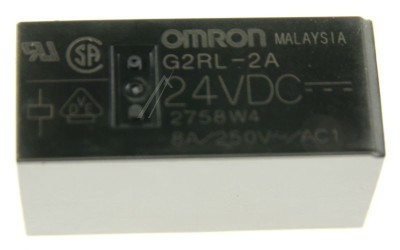 OMRON MALAYSIA
G2RL-2A
24VDC
2758W4
8A/250V~/AC1